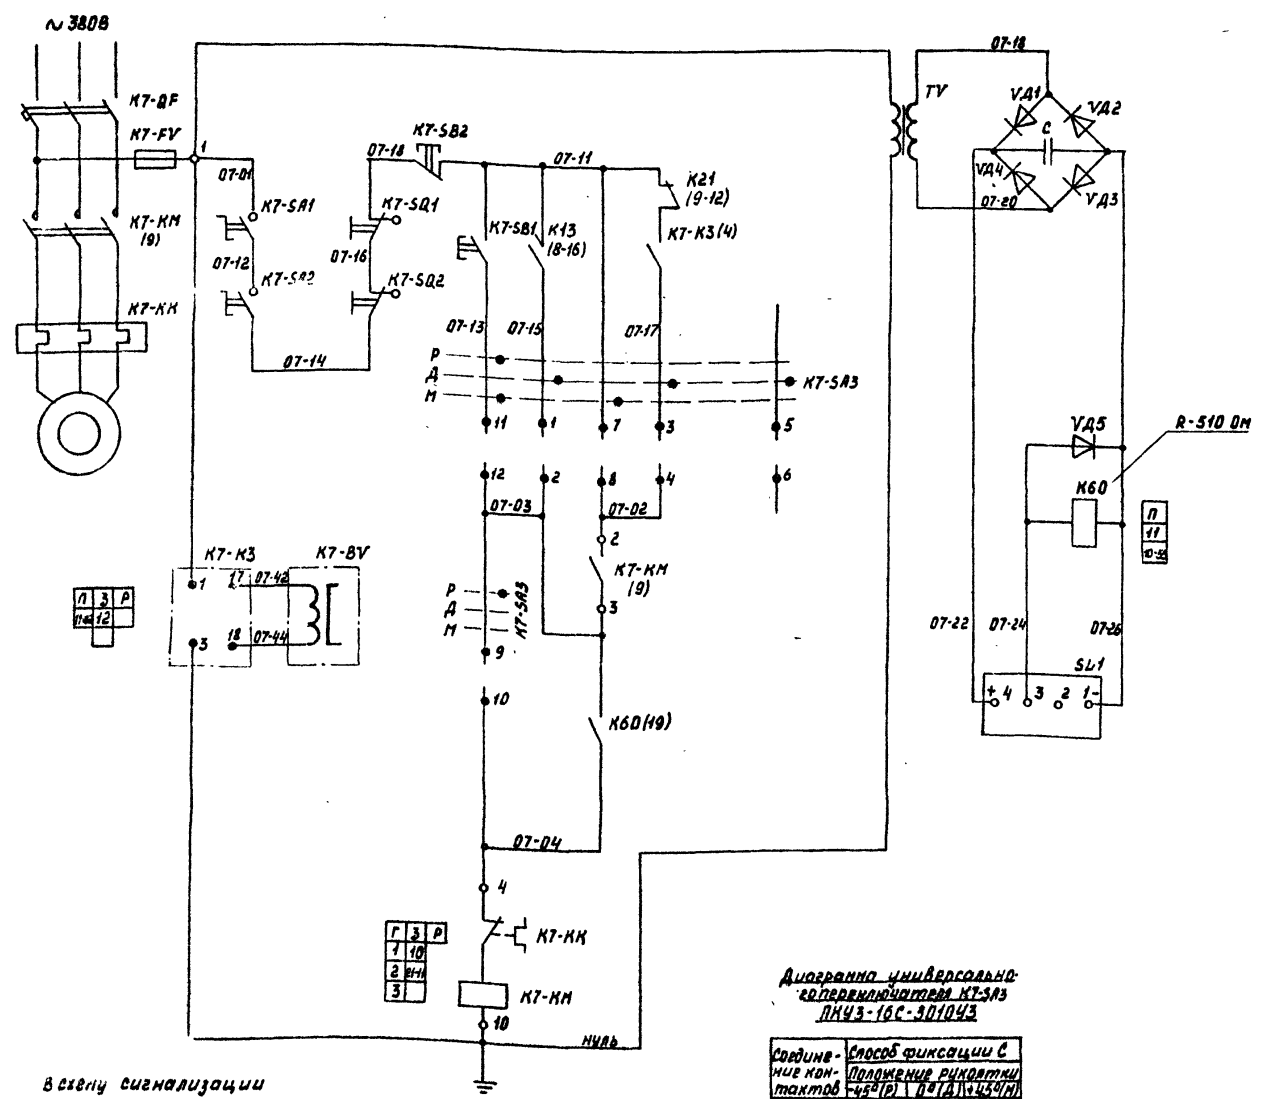 ~ 380В
К7-QF
К7-FV
1
07-01
К7-КМ
(9)
К7-КК
К7-SA1
07-12
К7-SA2
07-14
07-18
К7-SB2
К7-SQ1
07-16
К7-SQ2
07-11
К7-SB1
К13
(8-16)
К21
(9-12)
К7-К3(4)
07-13
07-15
07-17
Р
Д
М
К7-SA3
11
1
7
3
5
12
2
8
4
6
07-03
07-02
2
К7-КМ
(9)
3
Р
Д
М
К7-SA3
9
10
К60(19)
07-04
4
К7-КК
Г З Р
1 10
2
3
К7-КМ
10
НУЛЬ
К7-К3
К7-BV
1
17
07-42
3
18
07-44
П З Р
12
TV
07-18
VД1
VД2
С
VД4
VД3
07-20
VД5
R-510 Ом
К60
П
11
07-22
07-24
07-26
SL1
+ 4
3
2
1 -
Диаграмма универсально-
го переключателя К7-SA3
ПКУЗ-16С-3010УЗ
Соедине-
ние кон-
тактов
Способ фиксации С
Положение рукоятки
-45°(Р) 0°(Д) +45°(М)
В схему сигнализации